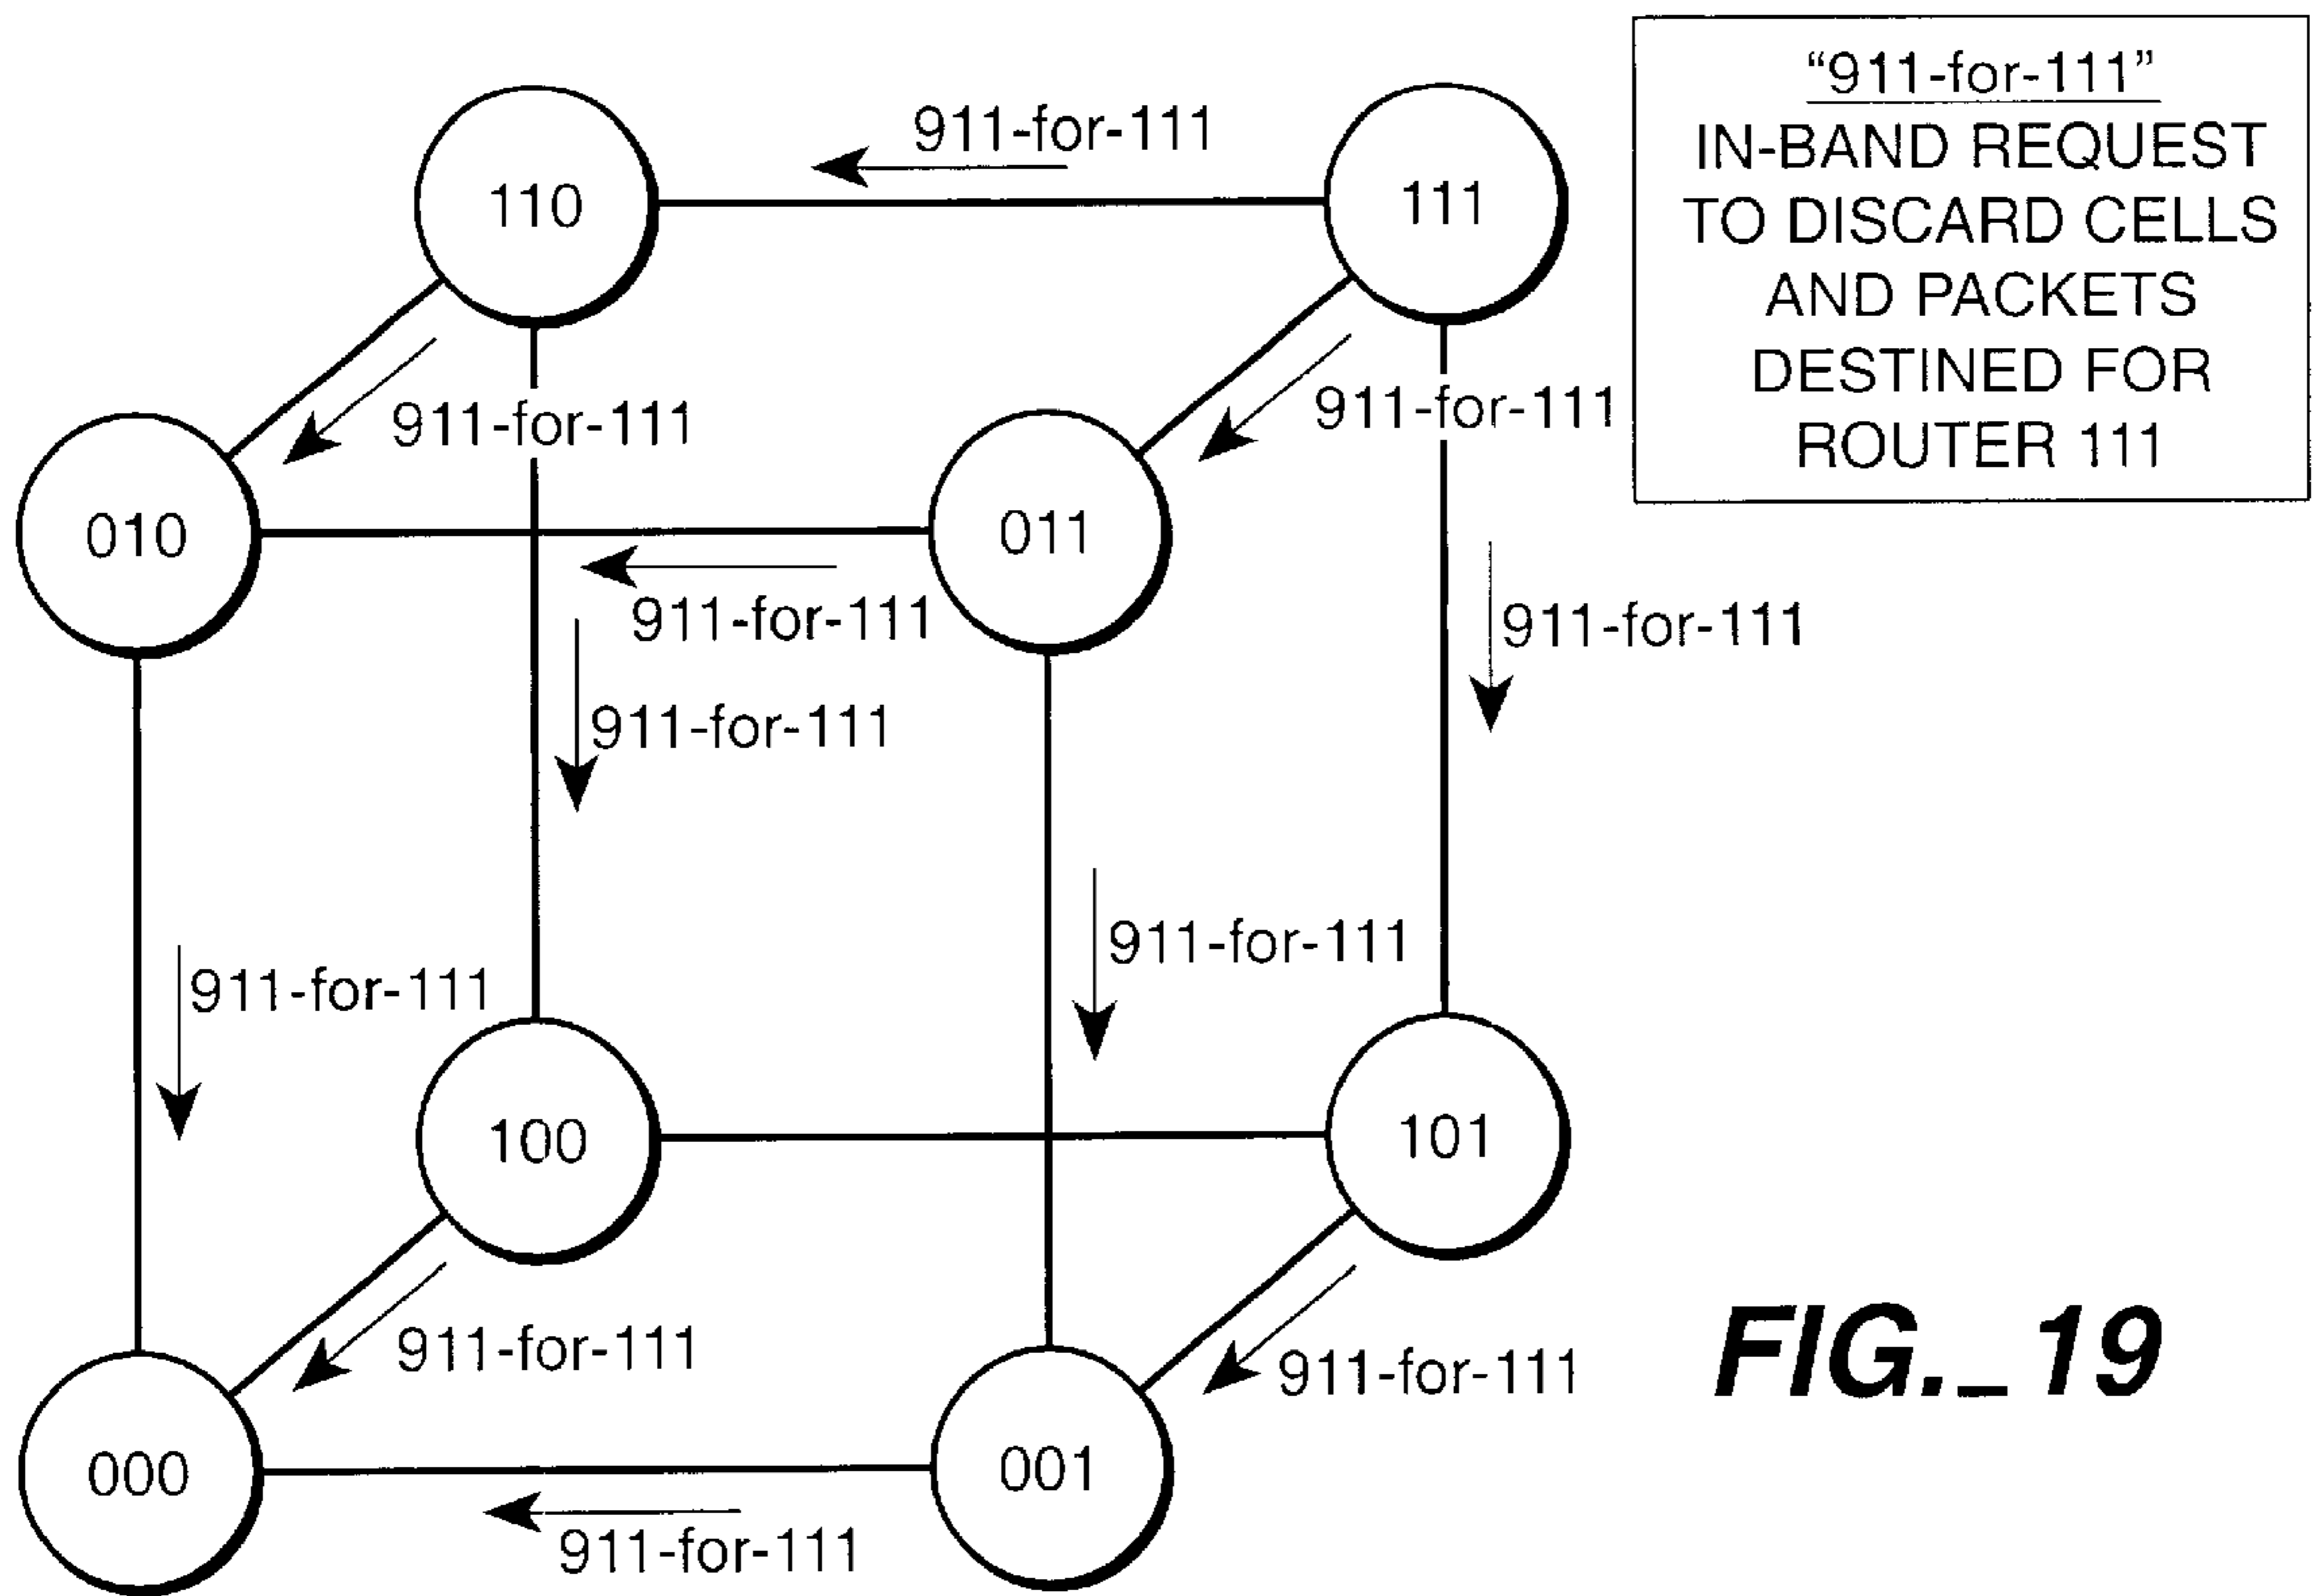 911-for-111
110
111
911-for-111
911-for-111
010
011
911-for-111
911-for-111
911-for-111
911-for-111
911-for-111
100
101
911-for-111
911-for-111
000
001
911-for-111
“911-for-111”
IN-BAND REQUEST
TO DISCARD CELLS
AND PACKETS
DESTINED FOR
ROUTER 111
FIG._19